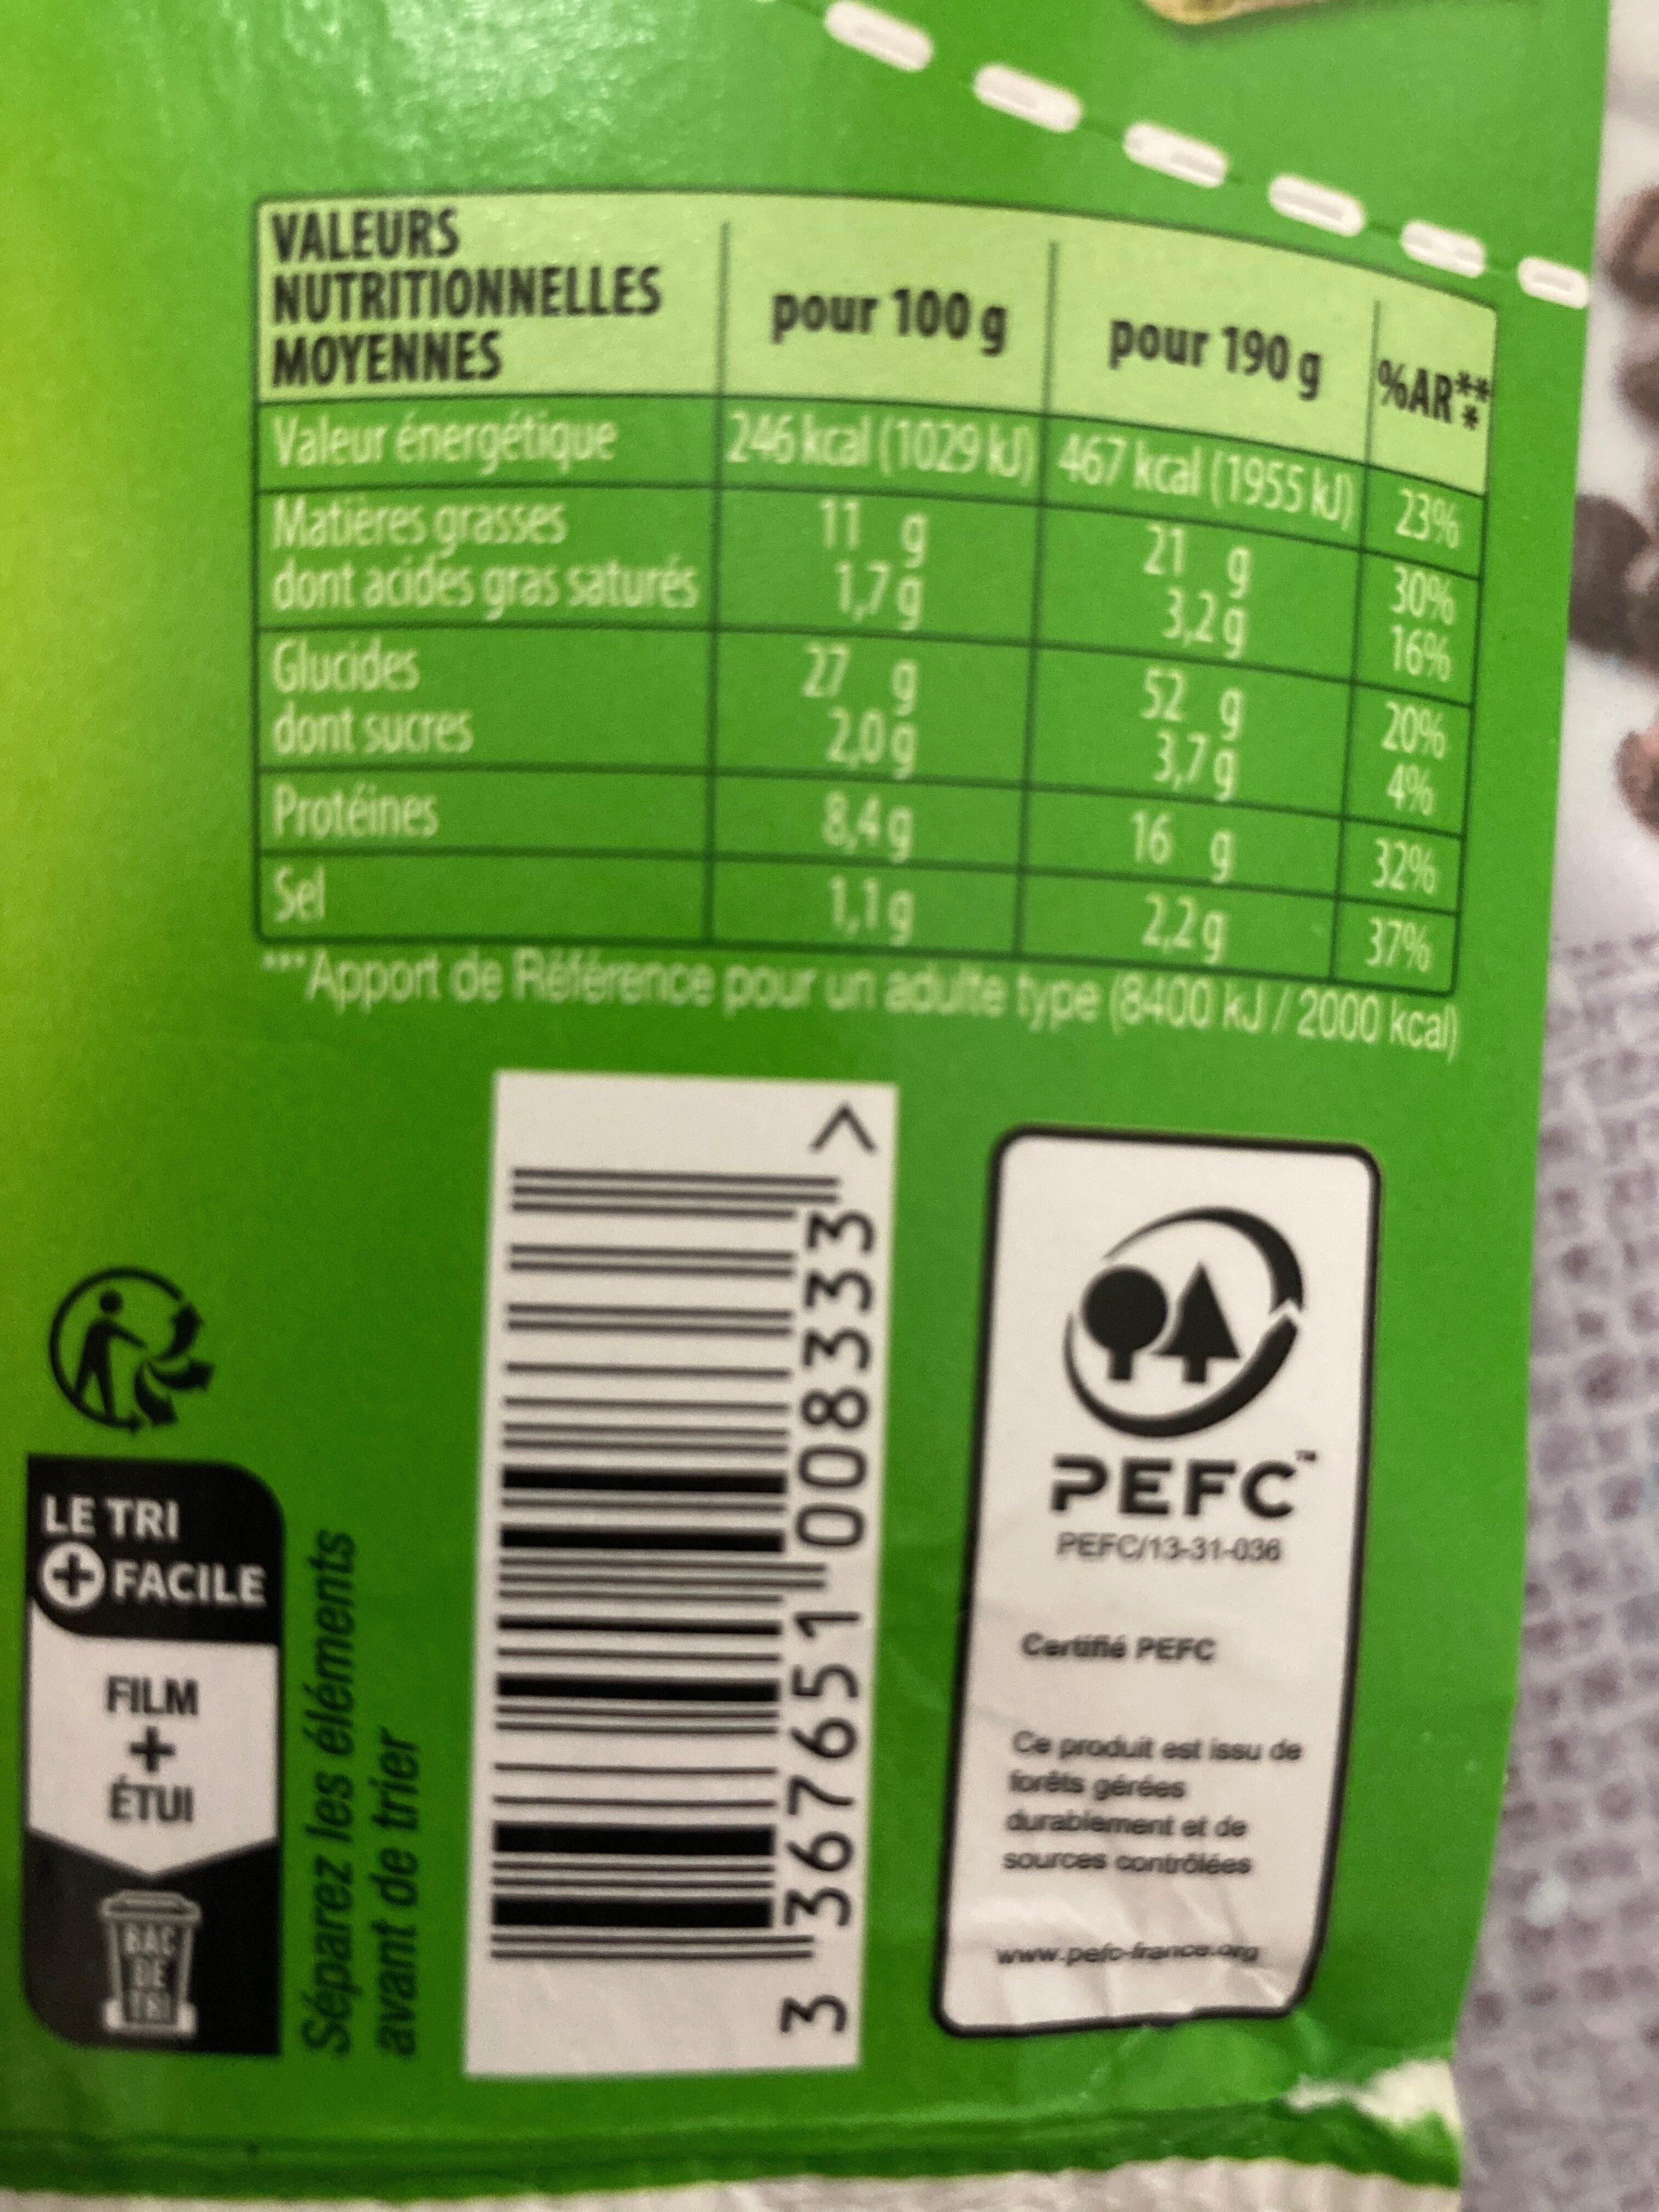 VALEURS
NUTRITIONNELLES
MOYENNES
pour 100 g
pour 190 g
%AR***
Valeur énergétique 246 kcal (1029 kJ) 467 kcal (1955 kJ) 23%
Matières grasses 11 g 21 g 30%
dont acides gras saturés 1,7 g 3,2 g 16%
Glucides 27 g 52 g 20%
dont sucres 2,0 g 3,7 g 4%
Protéines 8,4 g 16 g 32%
Sel 1,1 g 2,2 g 37%
***Apport de Référence pour un adulte type (8400 kJ / 2000 kcal)
LE TRI
+ FACILE
FILM
+
ÉTUI
BAC
DE
TRI
Séparez les éléments
avant de trier
3 367651 008333 >
PEFC™
PEFC/13-31-036
Certifié PEFC
Ce produit est issu de
forêts gérées
durablement et de
sources contrôlées
www.pefc-france.org